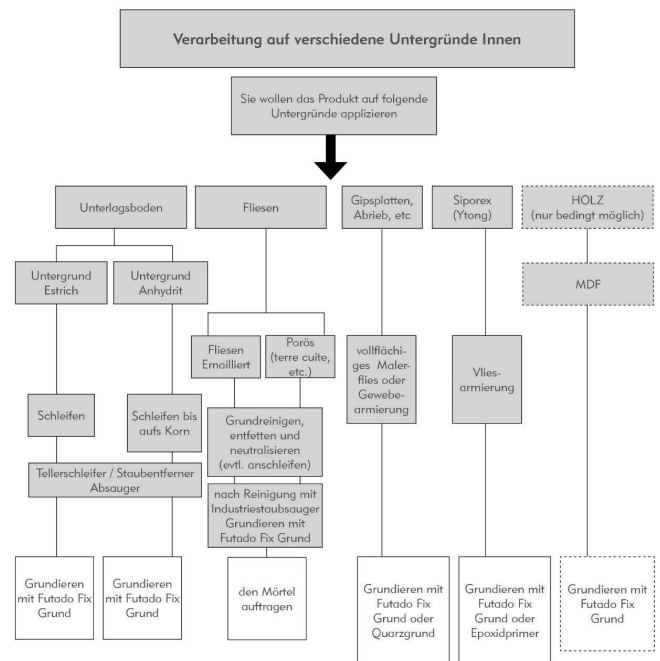 Verarbeitung auf verschiedene Untergründe Innen
Sie wollen das Produkt auf folgende
Untergründe applizieren
Unterlagsboden
Fliesen
Gipsplatten,
Abrieb, etc
Siporex
(Ytong)
HOLZ
(nur bedingt möglich)
Untergrund
Estrich
Untergrund
Anhydrit
MDF
Fliesen
Emailliert
Porös
(terre cuite,
etc.)
vollflächi-
ges Maler-
flies oder
Gewebe-
armierung
Vlies-
armierung
Schleifen
Schleifen bis
aufs Korn
Grundreinigen,
entfetten und
neutralisieren
(evtl. anschleifen)
Tellerschleifer / Staubentferner
Absauger
nach Reinigung mit
Industriestaubsauger
Grundieren mit
Futado Fix Grund
Grundieren
mit Futado Fix
Grund
Grundieren
mit Futado Fix
Grund
den Mörtel
auftragen
Grundieren mit
Futado Fix
Grund oder
Quarzgrund
Grundieren mit
Futado Fix
Grund oder
Epoxidprimer
Grundieren mit
Futado Fix
Grund